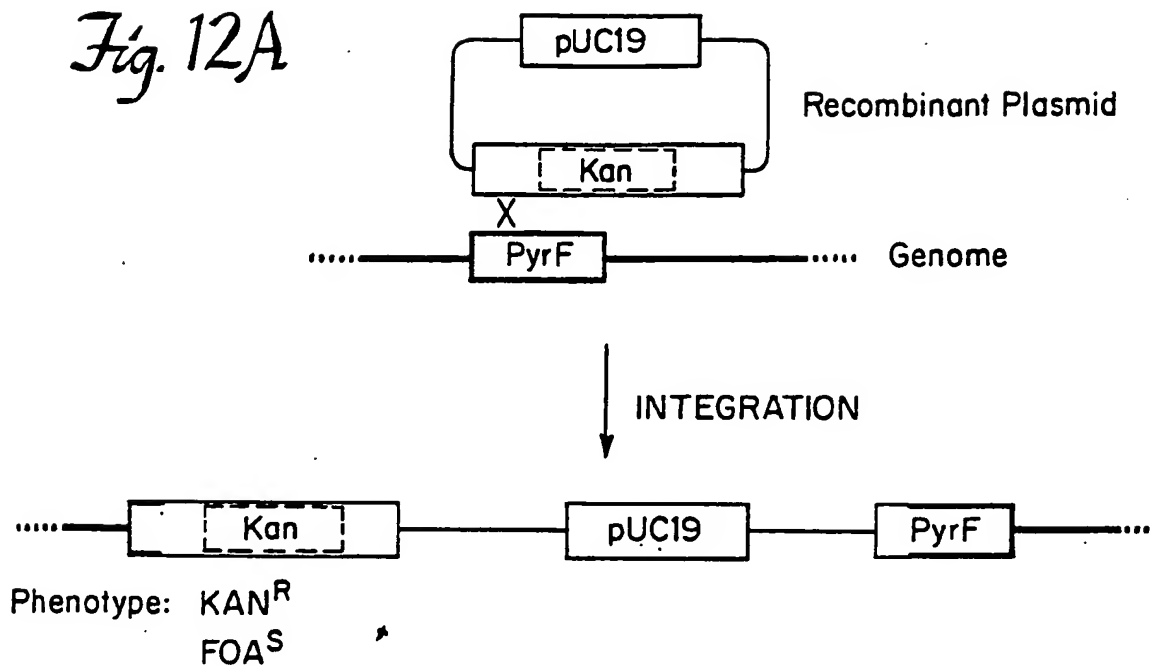 Fig. 12A
pUC19
Recombinant Plasmid
Kan
X
PyrF
Genome
INTEGRATION
Kan
pUC19
PyrF
Phenotype: KAN^R
FOA^S